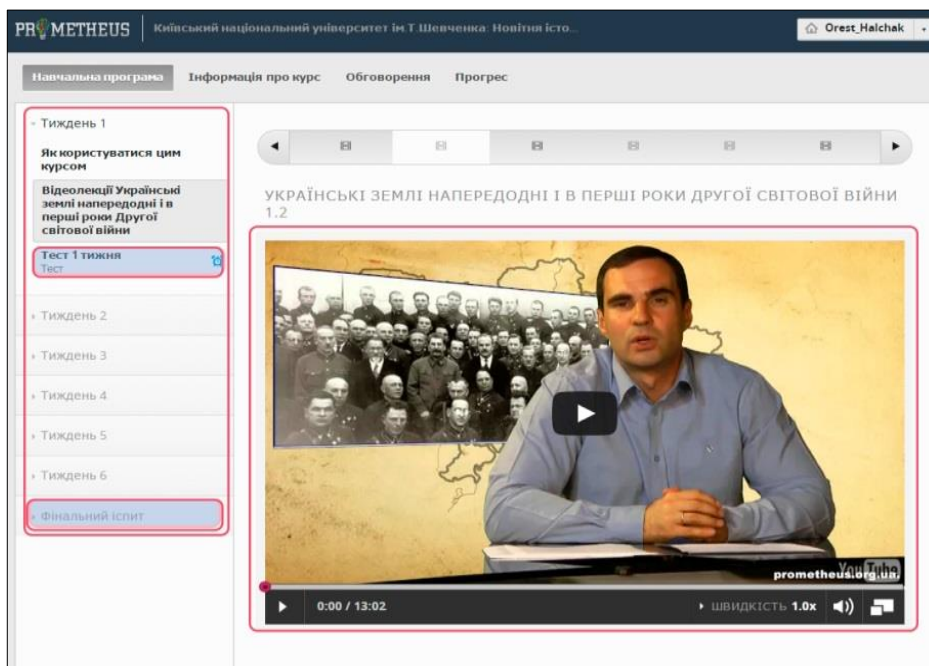 PROMETHEUS
Київський національний університет ім.Т.Шевченка: Новітня істо...
Orest_Halchak
Навчальна програма
Інформація про курс
Обговорення
Прогрес
Тиждень 1
Як користуватися цим
курсом
Відеолекції Українські
землі напередодні і в
перші роки Другої
світової війни
Тест 1 тижня
Тест
Тиждень 2
Тиждень 3
Тиждень 4
Тиждень 5
Тиждень 6
Фінальний іспит
УКРАЇНСЬКІ ЗЕМЛІ НАПЕРЕДОДНІ І В ПЕРШІ РОКИ ДРУГОЇ СВІТОВОЇ ВІЙНИ
1.2
YouTube
prometheus.org.ua
0:00 / 13:02
ШВИДКІСТЬ 1.0x